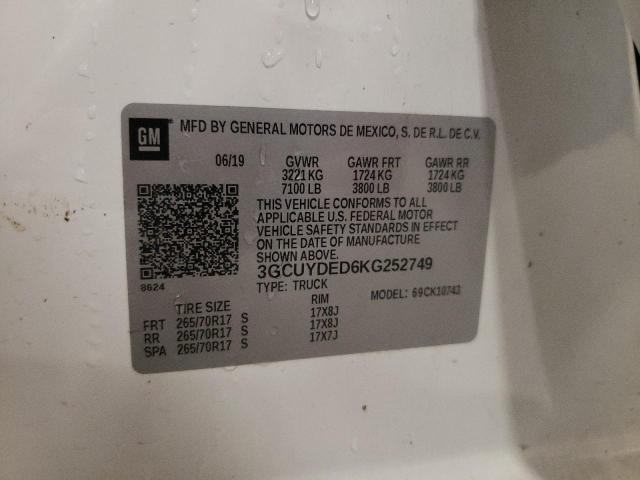 GM MFD BY GENERAL MOTORS DE MEXICO, S. DE R.L. DE C.V.
06/19 GVWR GAWR FRT GAWR RR
3221 KG 1724 KG 1724 KG
7100 LB 3800 LB 3800 LB
THIS VEHICLE CONFORMS TO ALL
APPLICABLE U.S. FEDERAL MOTOR
VEHICLE SAFETY STANDARDS IN EFFECT
ON THE DATE OF MANUFACTURE
SHOWN ABOVE.
3GCUYDED6KG252749
8624 TYPE: TRUCK MODEL: 69CK10743
TIRE SIZE RIM
FRT 265/70R17 S 17X8J
RR 265/70R17 S 17X8J
SPA 265/70R17 S 17X7J